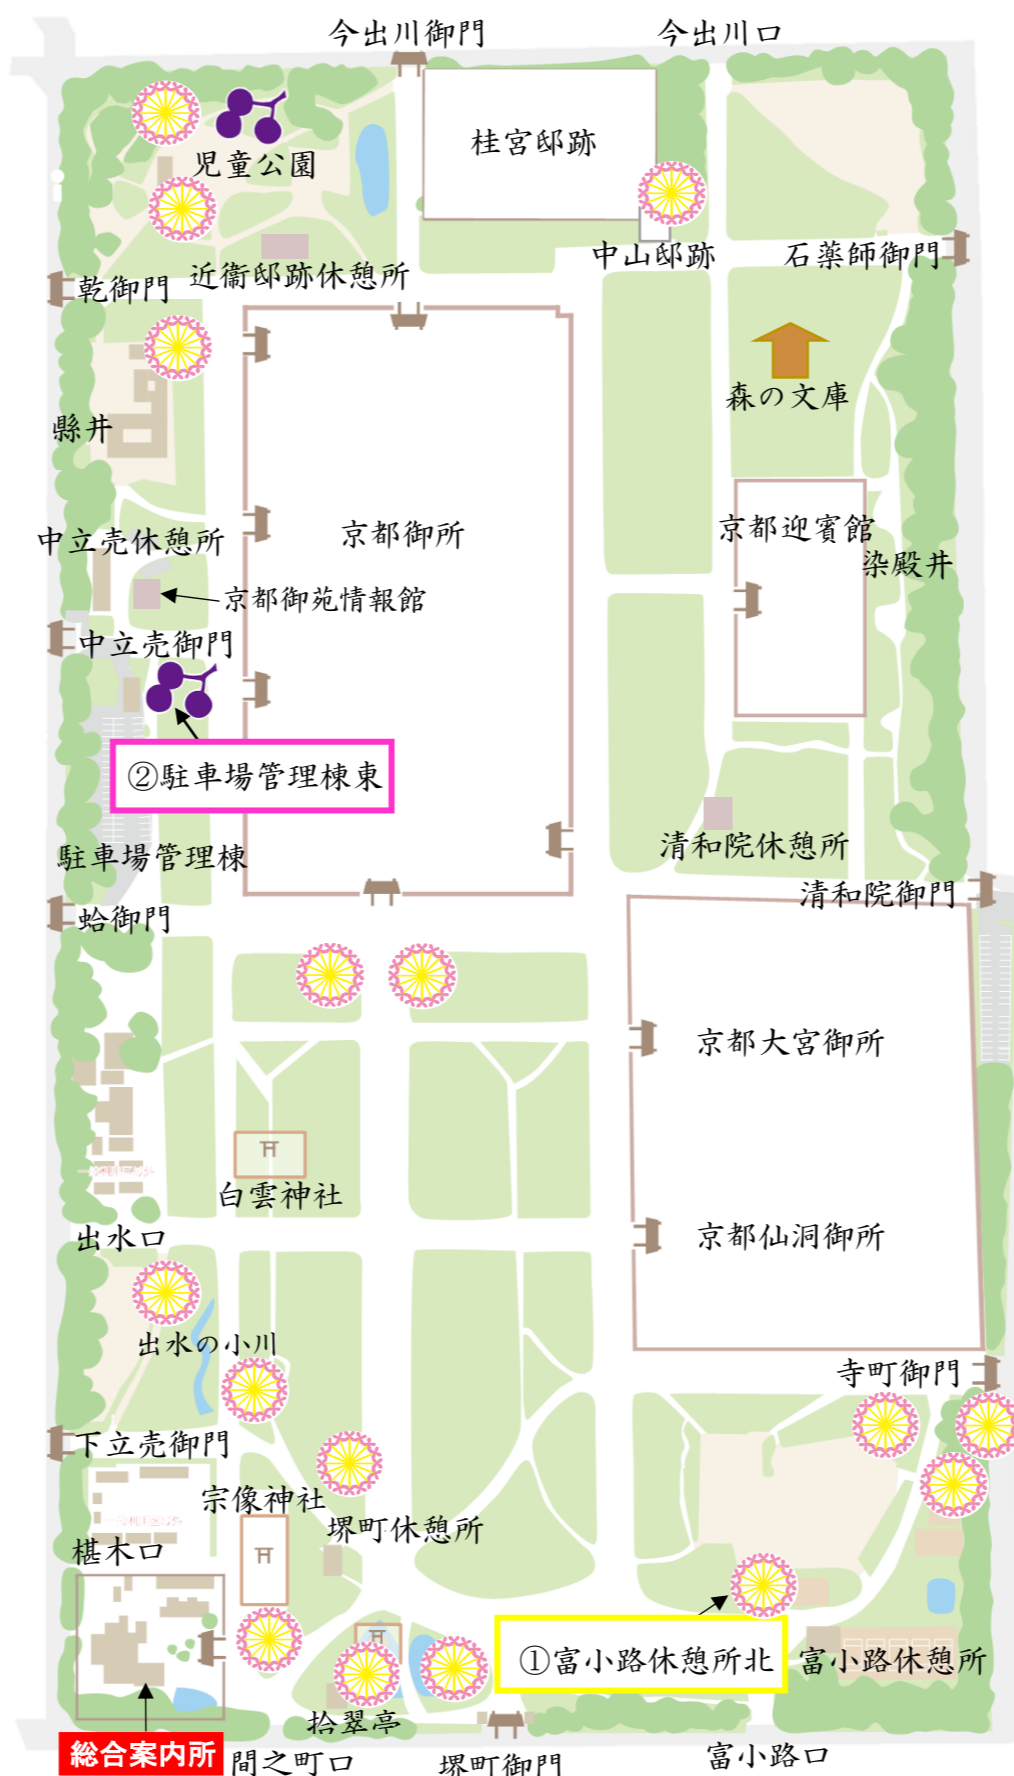 今出川御門
今出川口
桂宮邸跡
児童公園
中山邸跡
石薬師御門
近衞邸跡休憩所
乾御門
森の文庫
縣井
京都御所
京都迎賓館
中立売休憩所
染殿井
京都御苑情報館
中立売御門
②駐車場管理棟東
清和院休憩所
駐車場管理棟
清和院御門
蛤御門
京都大宮御所
白雲神社
出水口
京都仙洞御所
出水の小川
寺町御門
下立売御門
宗像神社
堺町休憩所
椹木口
①富小路休憩所北
富小路休憩所
拾翠亭
総合案内所
間之町口
堺町御門
富小路口